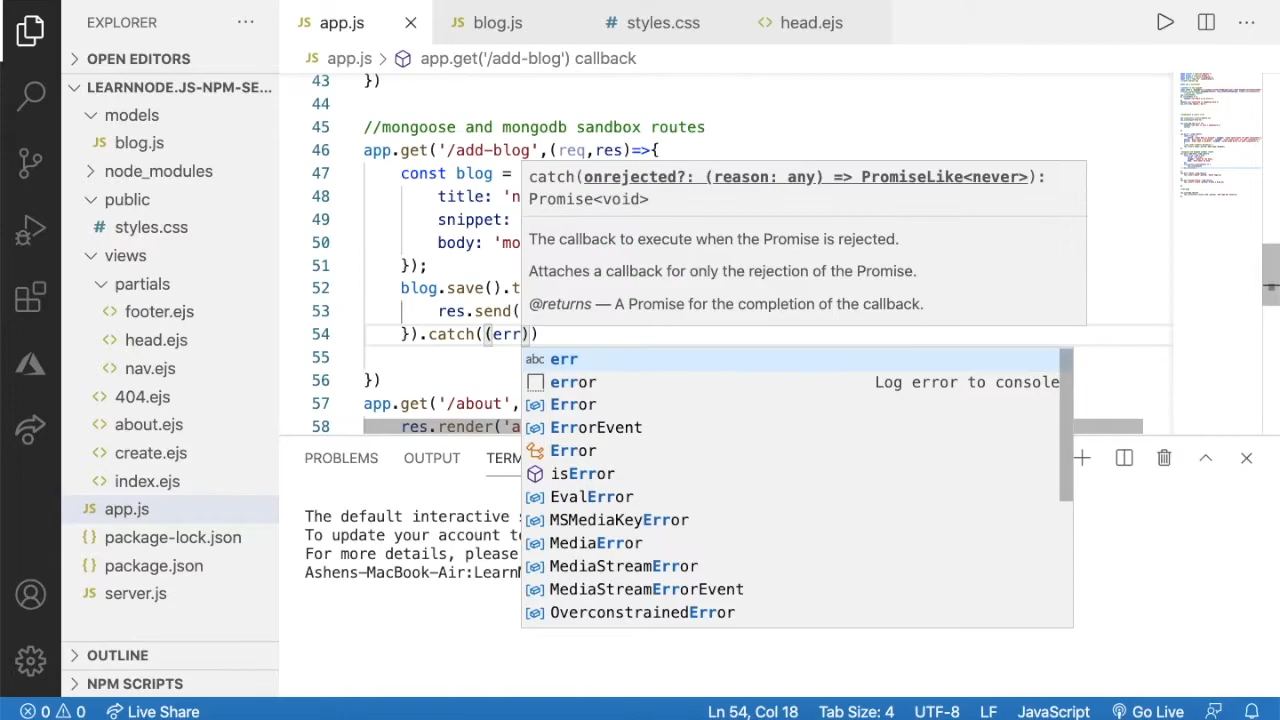 EXPLORER
app.js
blog.js
styles.css
head.ejs
OPEN EDITORS
app.js
app.get('/add-blog') callback
LEARNNODE.JS-NPM-SE...
models
blog.js
node_modules
public
styles.css
views
partials
footer.ejs
head.ejs
nav.ejs
404.ejs
about.ejs
create.ejs
index.ejs
app.js
package-lock.json
package.json
server.js
OUTLINE
NPM SCRIPTS
43 })
44
45 //mongoose and mongodb sandbox routes
46 app.get('/add-blog req,res)=>{
47 const blog
48 title: 'n
49 snippet:
50 body: 'mo
51 });
52 blog.save().t
53 res.send(
54 }).catch((err))
55
56 })
57 app.get('/about',
58 res.render('a
catch(onrejected?: (reason: any) => PromiseLike<never>):
Promise<void>
The callback to execute when the Promise is rejected.
Attaches a callback for only the rejection of the Promise.
@returns — A Promise for the completion of the callback.
abc err
error Log error to console
Error
ErrorEvent
Error
isError
EvalError
MSMediaKeyError
MediaError
MediaStreamError
MediaStreamErrorEvent
OverconstrainedError
PROBLEMS
OUTPUT
TERM
The default interactive s
To update your account to
For more details, please
Ashens-MacBook-Air:LearnN
0 0
Live Share
Ln 54, Col 18
Tab Size: 4
UTF-8
LF
JavaScript
Go Live